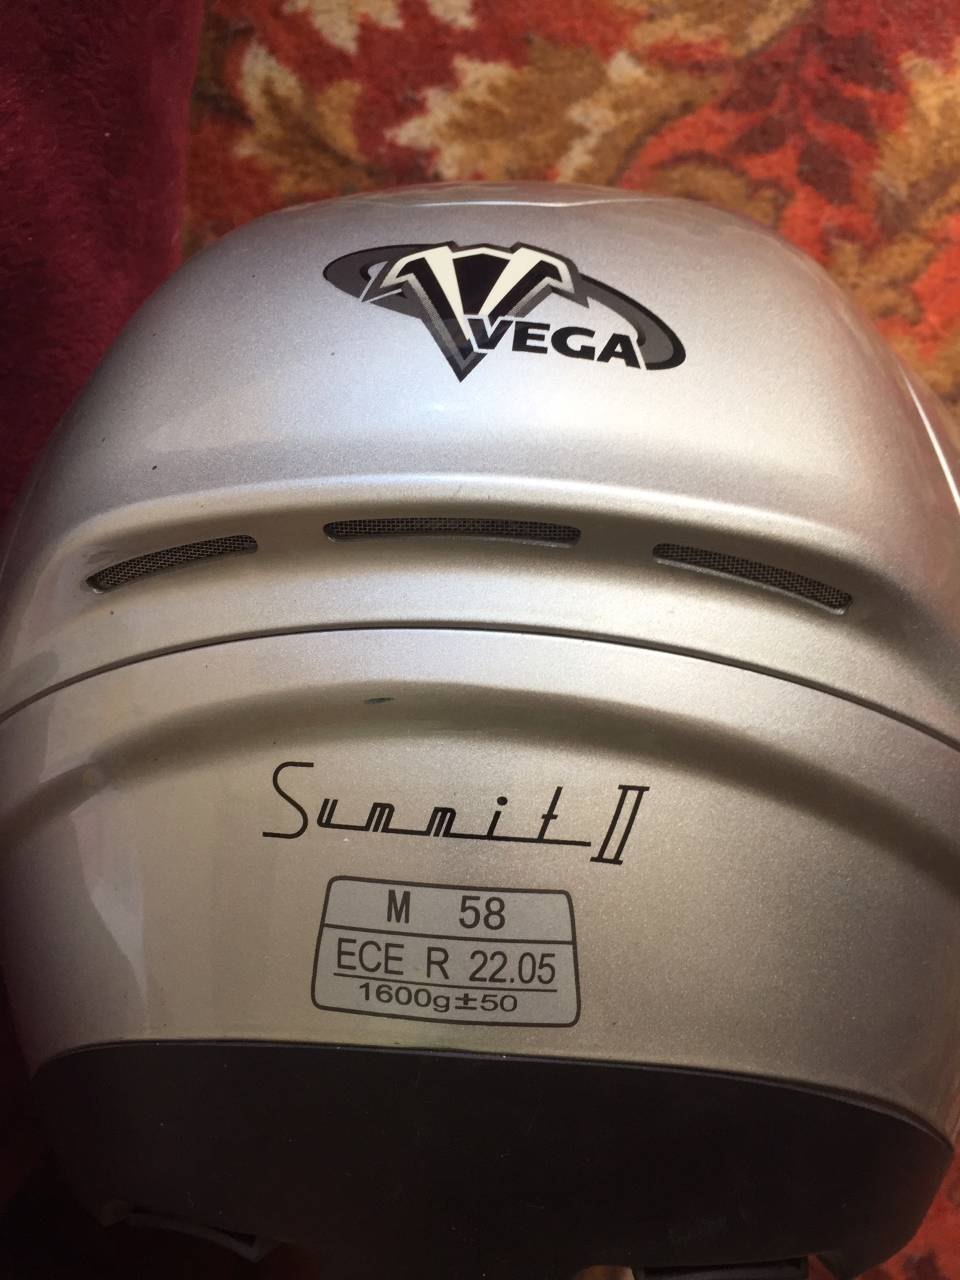 VEGA
Summit II
M 58
ECE R 22.05
1600g±50